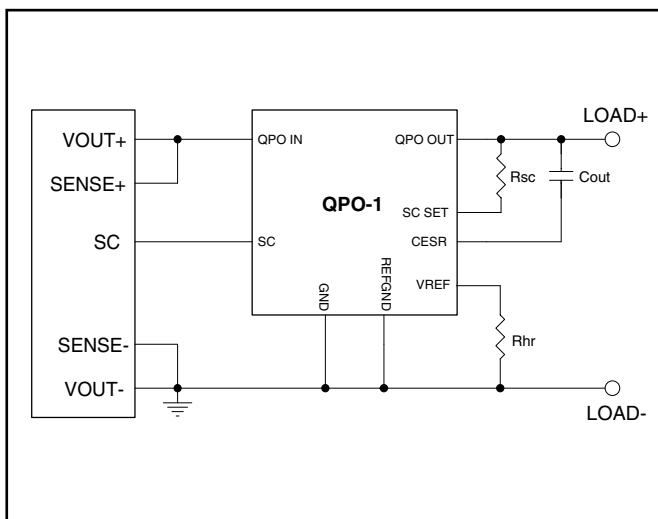 LOAD+
VOUT+
QPO IN
QPO OUT
Rsc
Cout
SENSE+
QPO-1
SC SET
SC
SC
CESR
VREF
GND
REFGND
Rhr
SENSE-
VOUT-
LOAD-